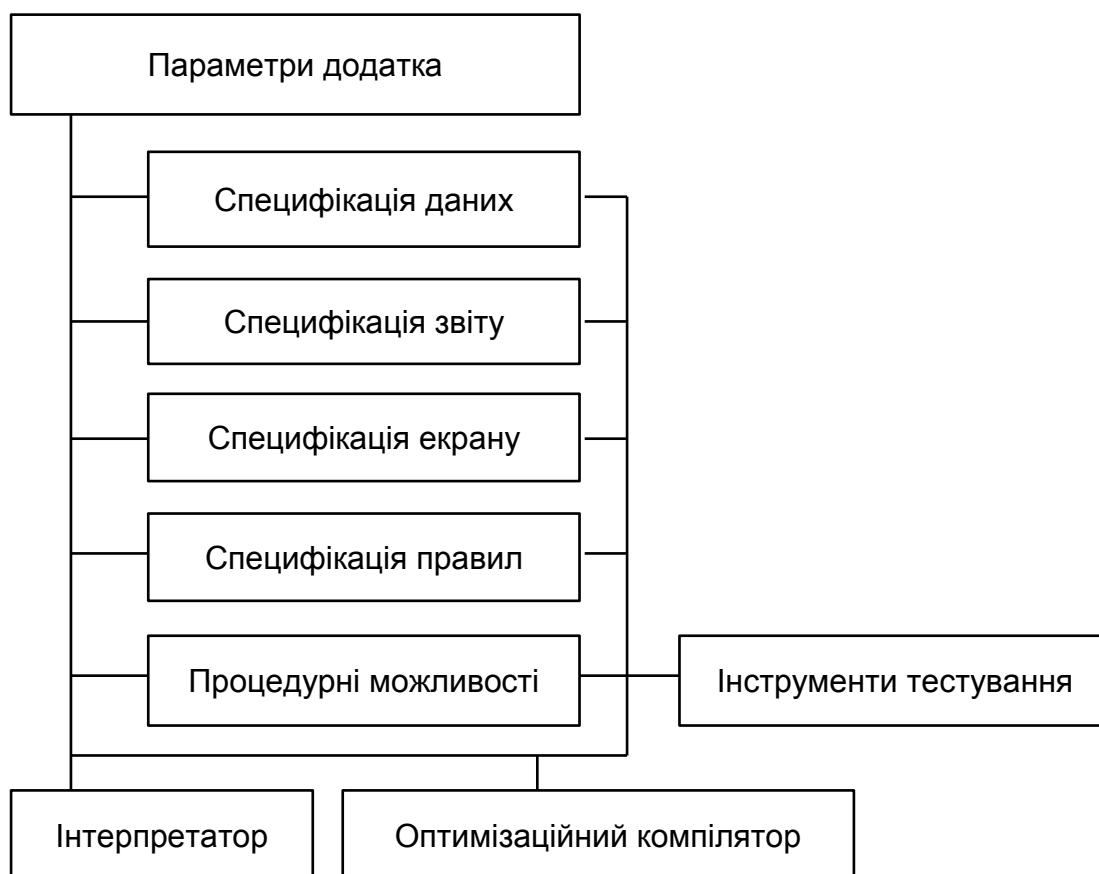 Параметри додатка
Специфікація даних
Специфікація звіту
Специфікація екрану
Специфікація правил
Процедурні можливості
Інструменти тестування
Інтерпретатор
Оптимізаційний компілятор